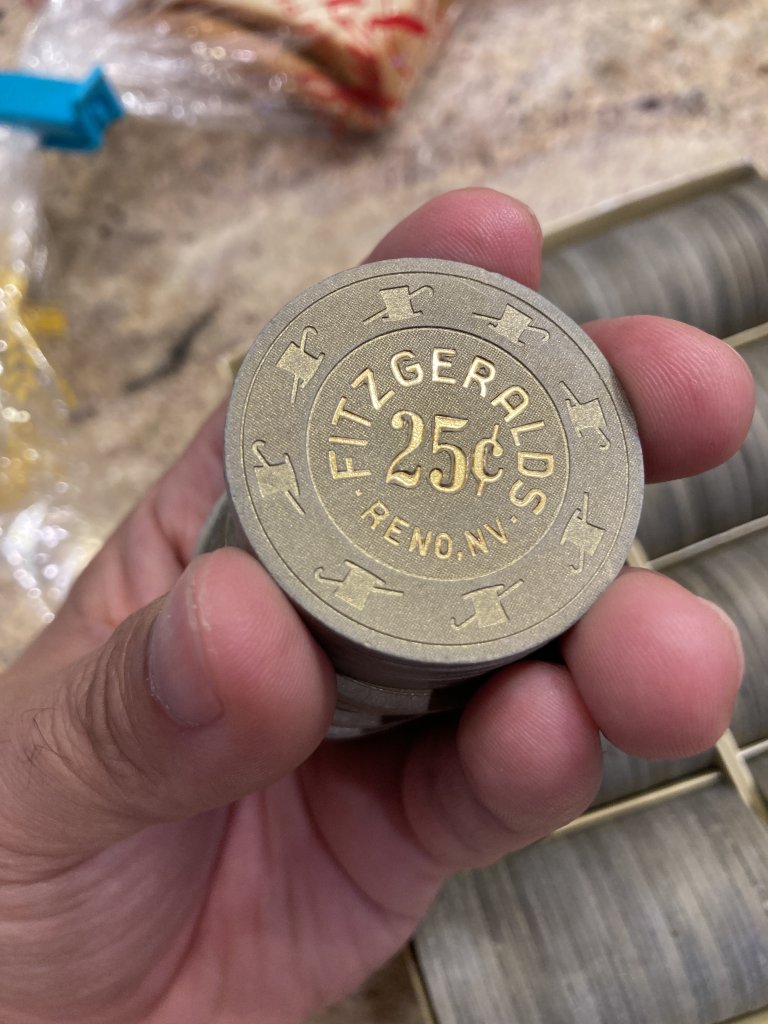 FITZGERALDS
25¢
· RENO, NV ·